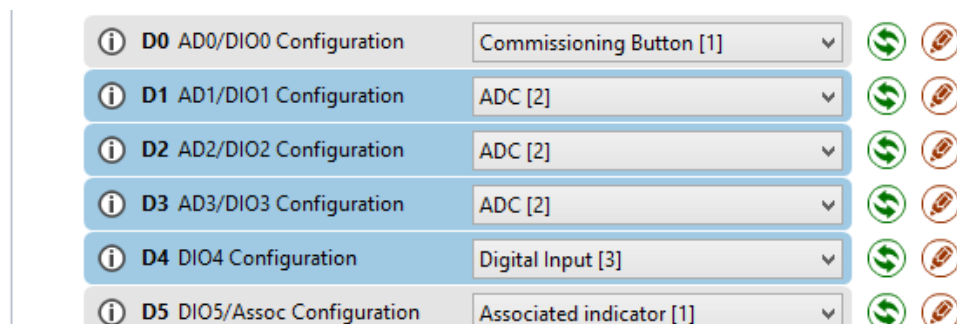 D0 AD0/DIO0 Configuration Commissioning Button [1]
D1 AD1/DIO1 Configuration ADC [2]
D2 AD2/DIO2 Configuration ADC [2]
D3 AD3/DIO3 Configuration ADC [2]
D4 DIO4 Configuration Digital Input [3]
D5 DIO5/Assoc Configuration Associated indicator [1]